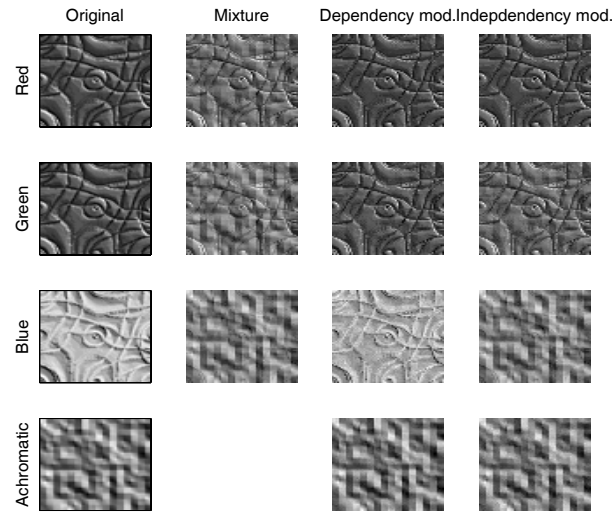 Original Mixture Dependency mod.Indepdendency mod.
Red
Green
Blue
Achromatic